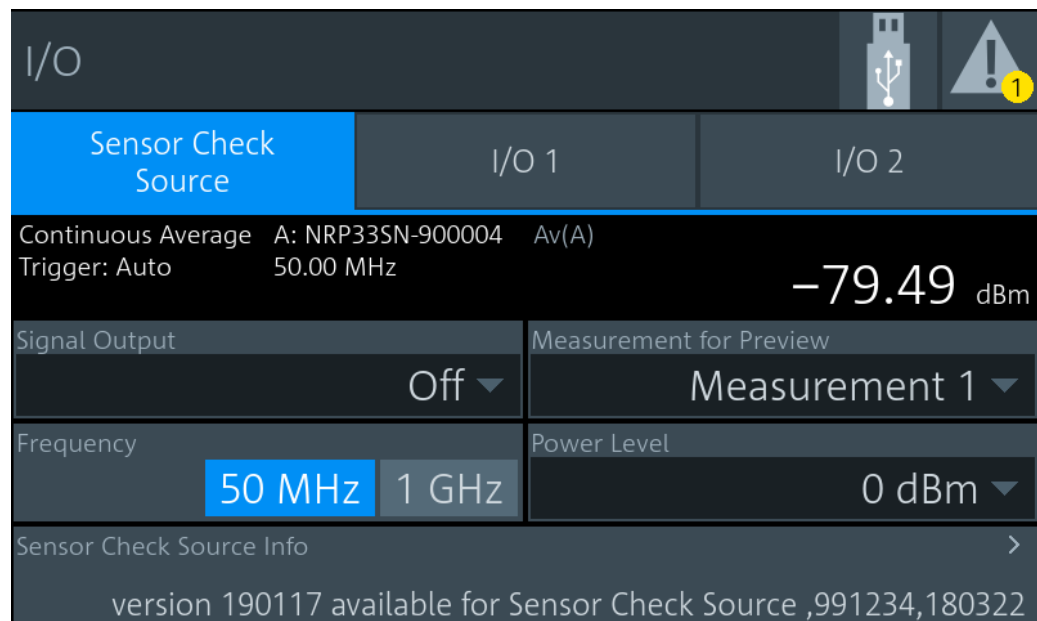 I/O
1
Sensor Check
Source
I/O 1
I/O 2
Continuous Average A: NRP33SN-900004 Av(A)
Trigger: Auto 50.00 MHz
−79.49 dBm
Signal Output
Measurement for Preview
Off
Measurement 1
Frequency
Power Level
50 MHz 1 GHz
0 dBm
Sensor Check Source Info
version 190117 available for Sensor Check Source ,991234,180322